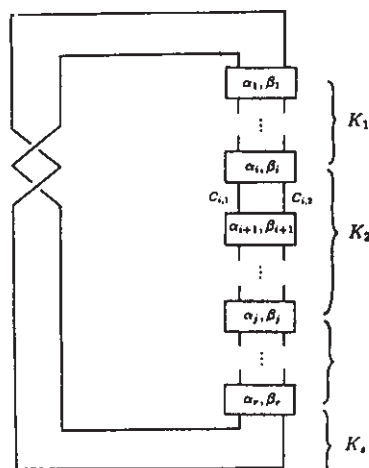 α₁, β₁
K₁
⋮
αᵢ, βᵢ
Cᵢ,₁ Cᵢ,₂
αᵢ₊₁, βᵢ₊₁
K₂
⋮
αⱼ, βⱼ
⋮
αᵣ, βᵣ
Kₛ